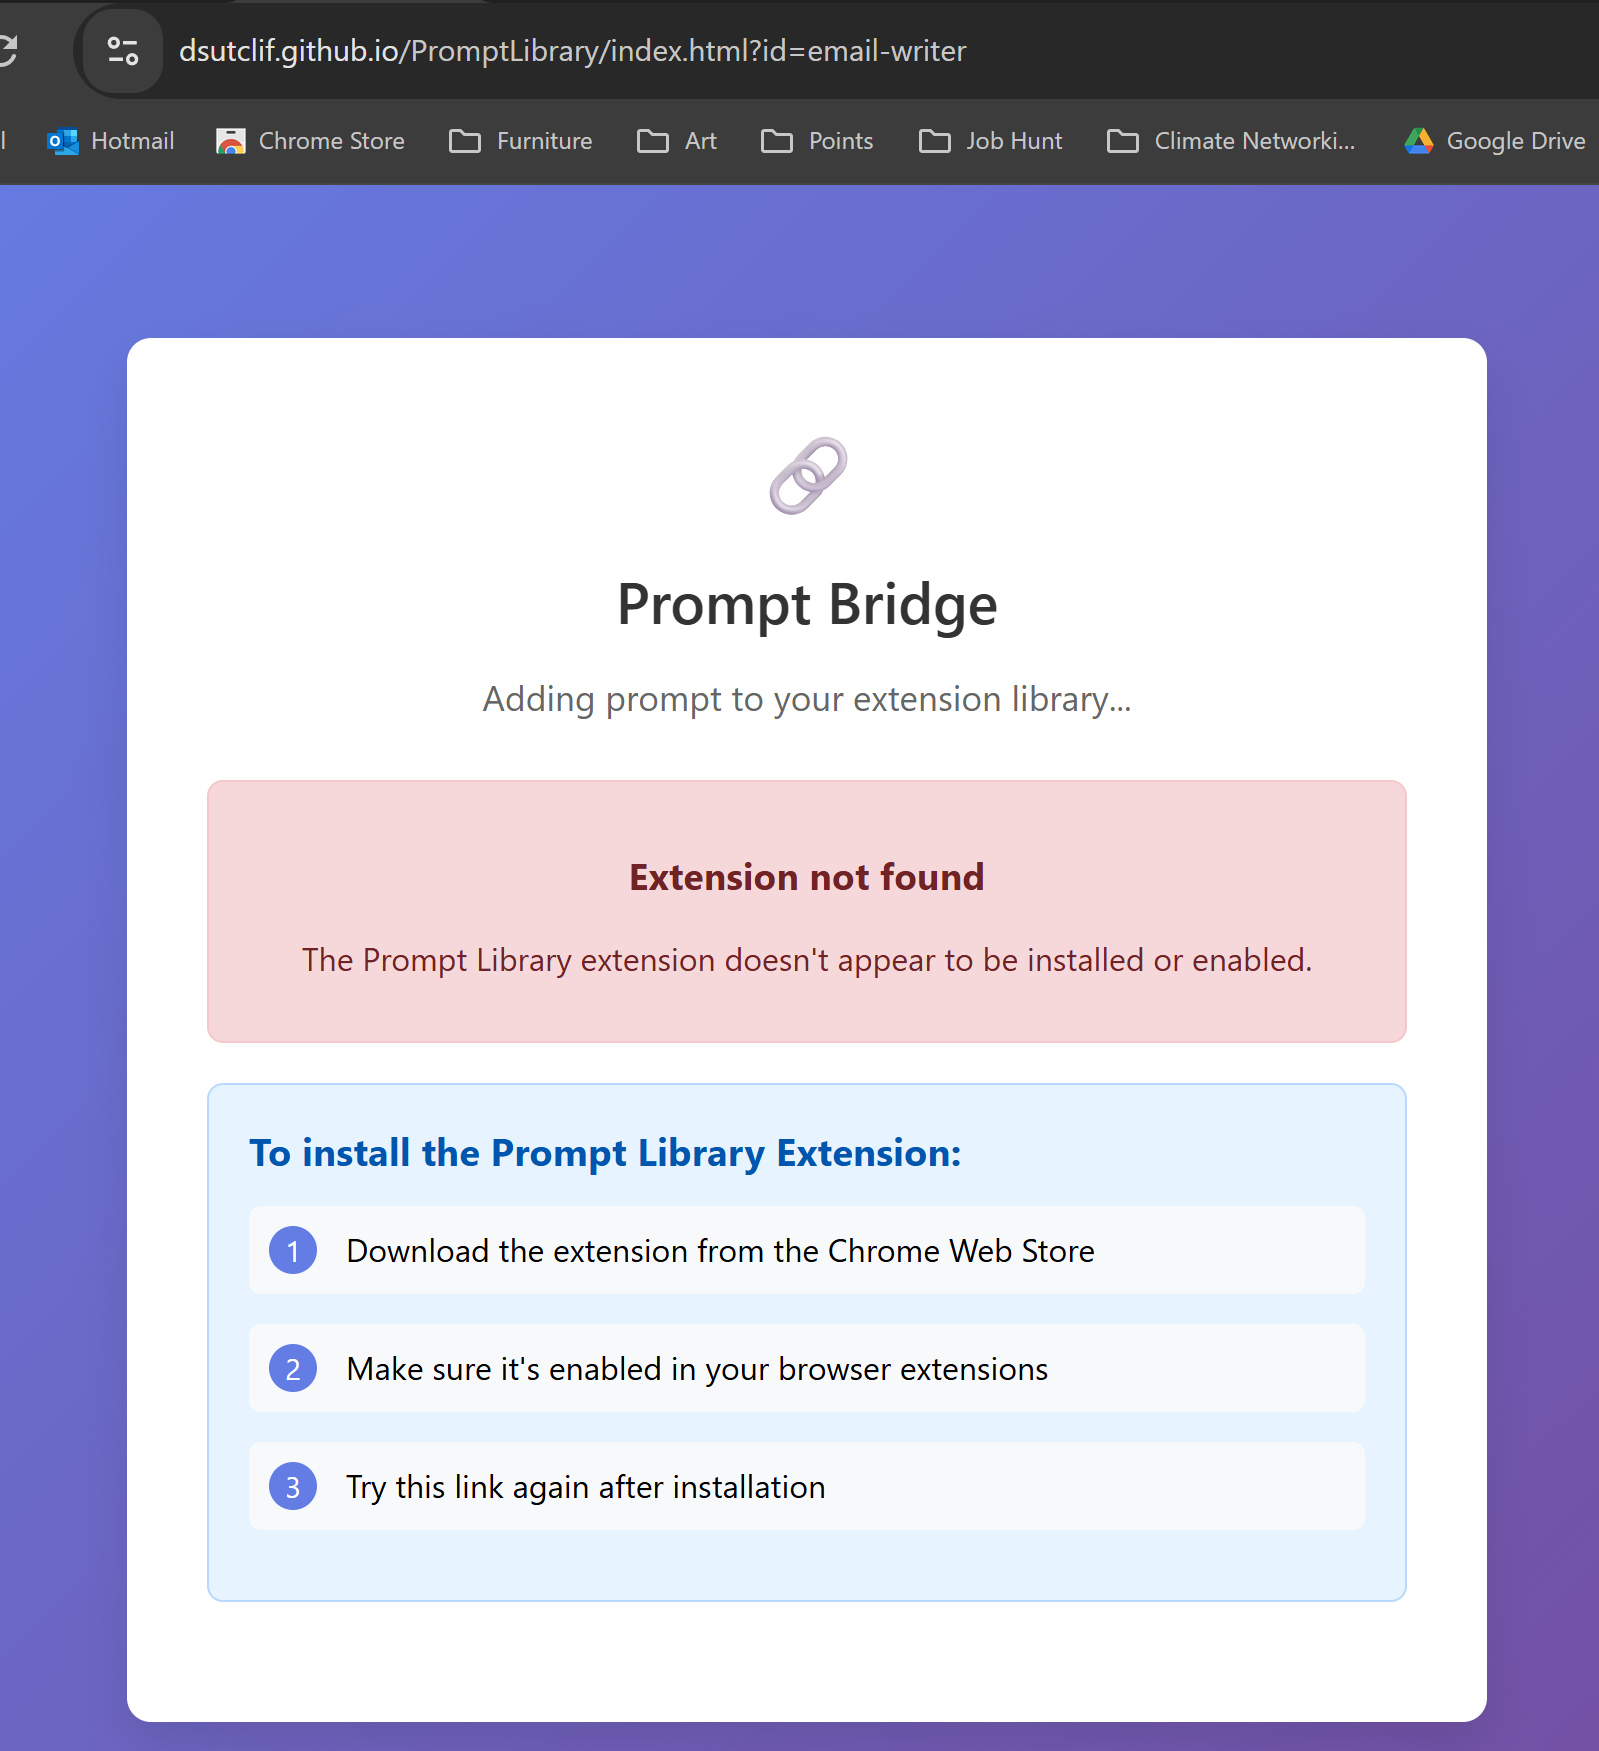 dsutclif.github.io/PromptLibrary/index.html?id=email-writer
Hotmail Chrome Store Furniture Art Points Job Hunt Climate Networki... Google Drive
Prompt Bridge
Adding prompt to your extension library...
Extension not found
The Prompt Library extension doesn't appear to be installed or enabled.
To install the Prompt Library Extension:
1 Download the extension from the Chrome Web Store
2 Make sure it's enabled in your browser extensions
3 Try this link again after installation